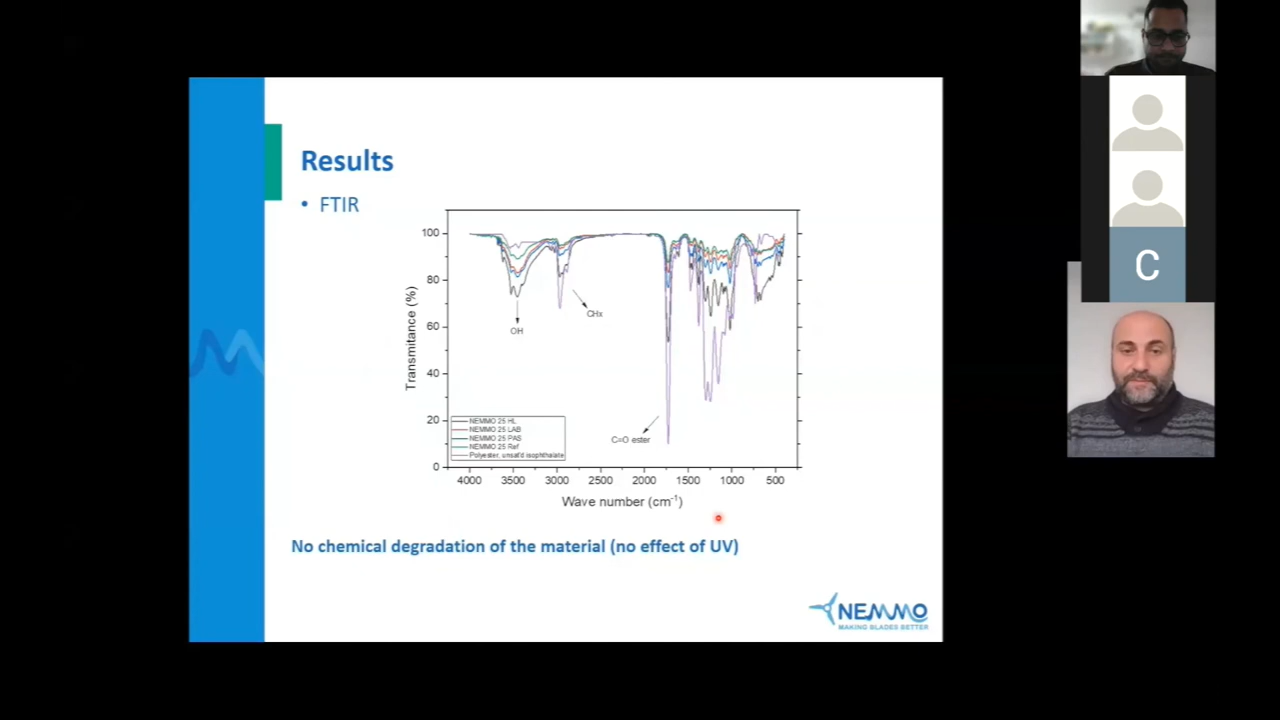 Results
• FTIR
100
80
60
40
20
0
Transmitance (%)
OH
CHx
C=O ester
NEMMO 25 HL
NEMMO 25 LAB
NEMMO 25 PAS
NEMMO 25 Ref
Polyester, unsat'd isophthalate
4000 3500 3000 2500 2000 1500 1000 500
Wave number (cm⁻¹)
No chemical degradation of the material (no effect of UV)
NEMMO
MAKING BLADES BETTER
C